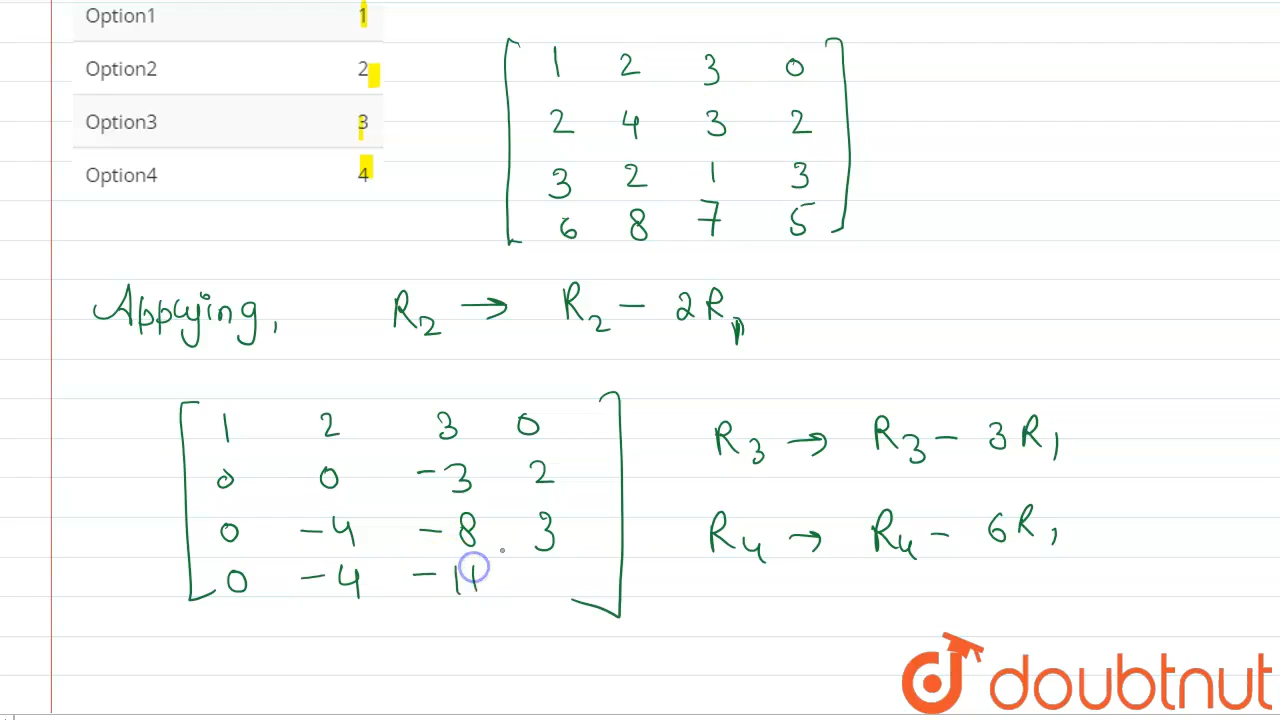 Option1 1
Option2 2
Option3 3
Option4 4
1 2 3 0
2 4 3 2
3 2 1 3
6 8 7 5
Appyjing, R2 → R2 - 2R1
1 2 3 0
0 0 -3 2
0 -4 -8 3
0 -4 -11
R3 → R3 - 3R1
R4 → R4 - 6R1
doubtnut